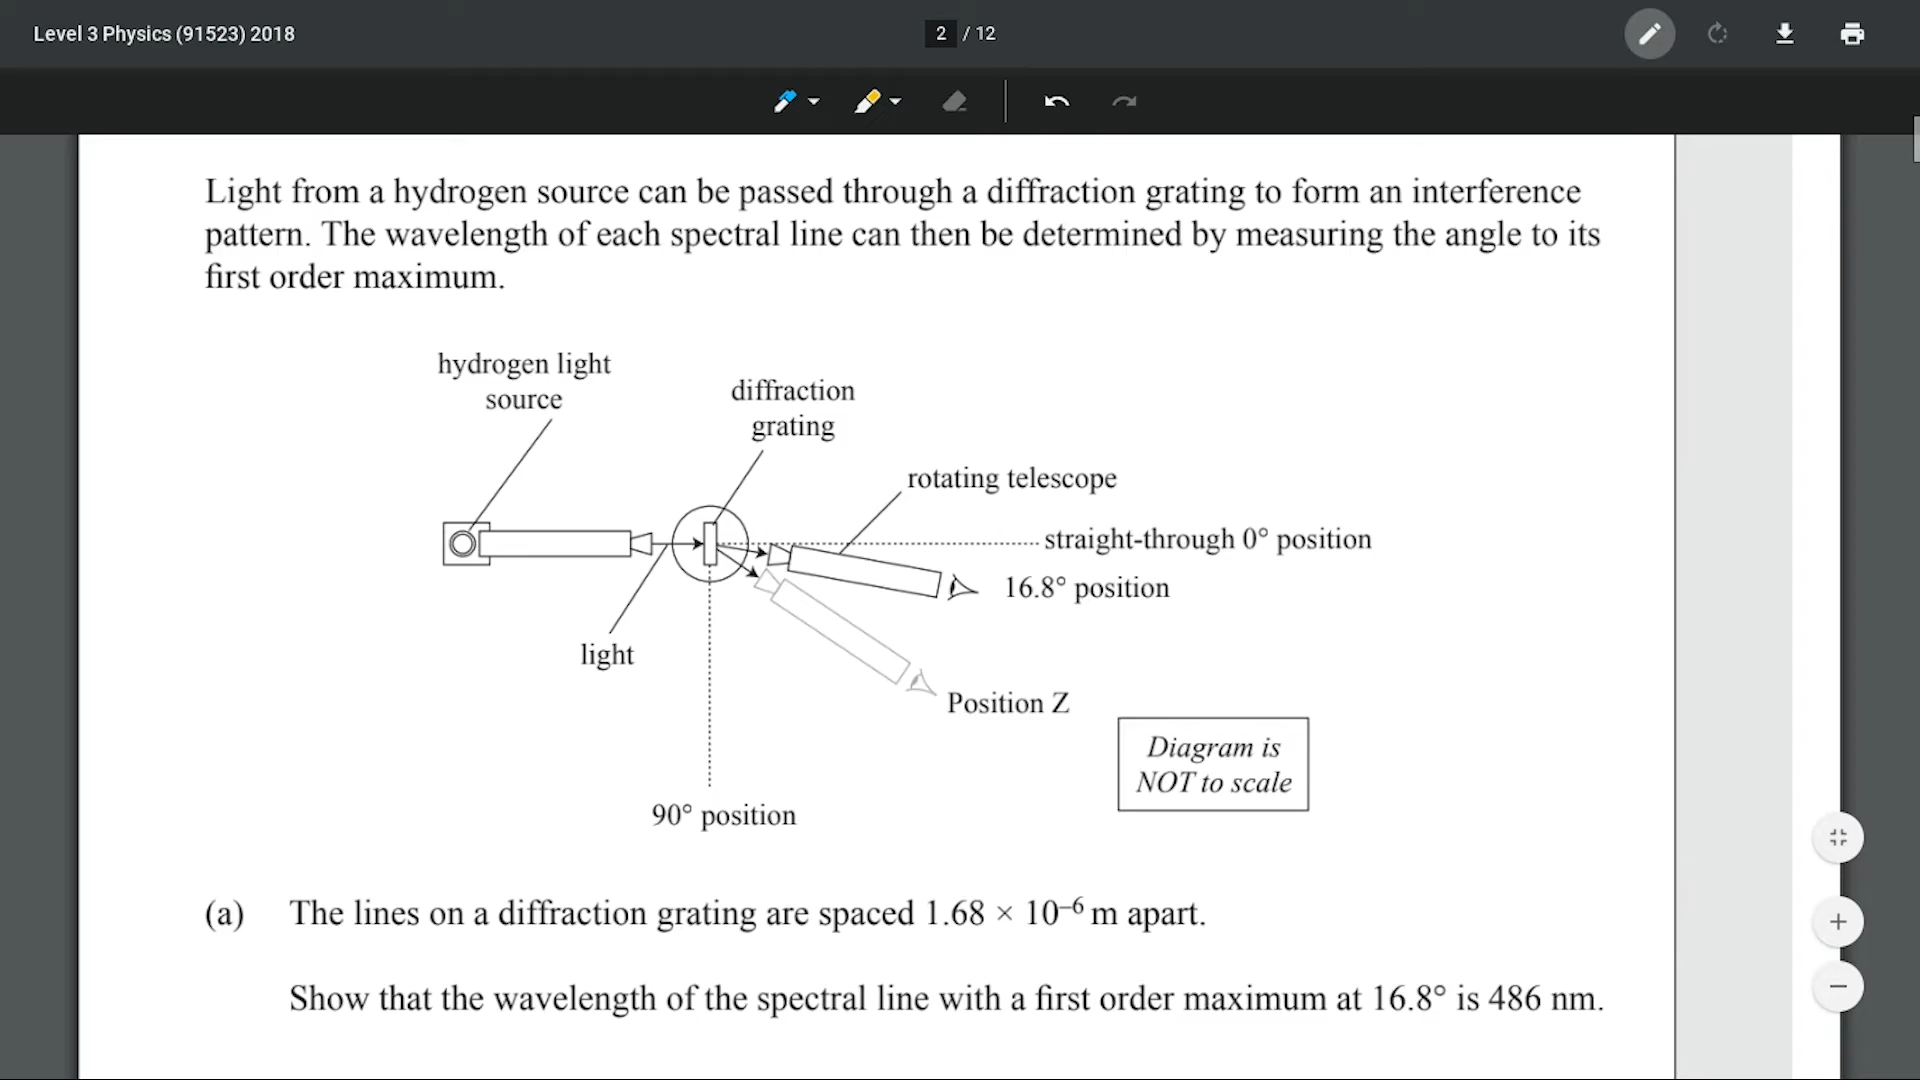 Level 3 Physics (91523) 2018
2 / 12
Light from a hydrogen source can be passed through a diffraction grating to form an interference
pattern. The wavelength of each spectral line can then be determined by measuring the angle to its
first order maximum.
hydrogen light
source
diffraction
grating
rotating telescope
straight-through 0° position
16.8° position
light
Position Z
Diagram is
NOT to scale
90° position
(a) The lines on a diffraction grating are spaced 1.68 × 10⁻⁶ m apart.
Show that the wavelength of the spectral line with a first order maximum at 16.8° is 486 nm.